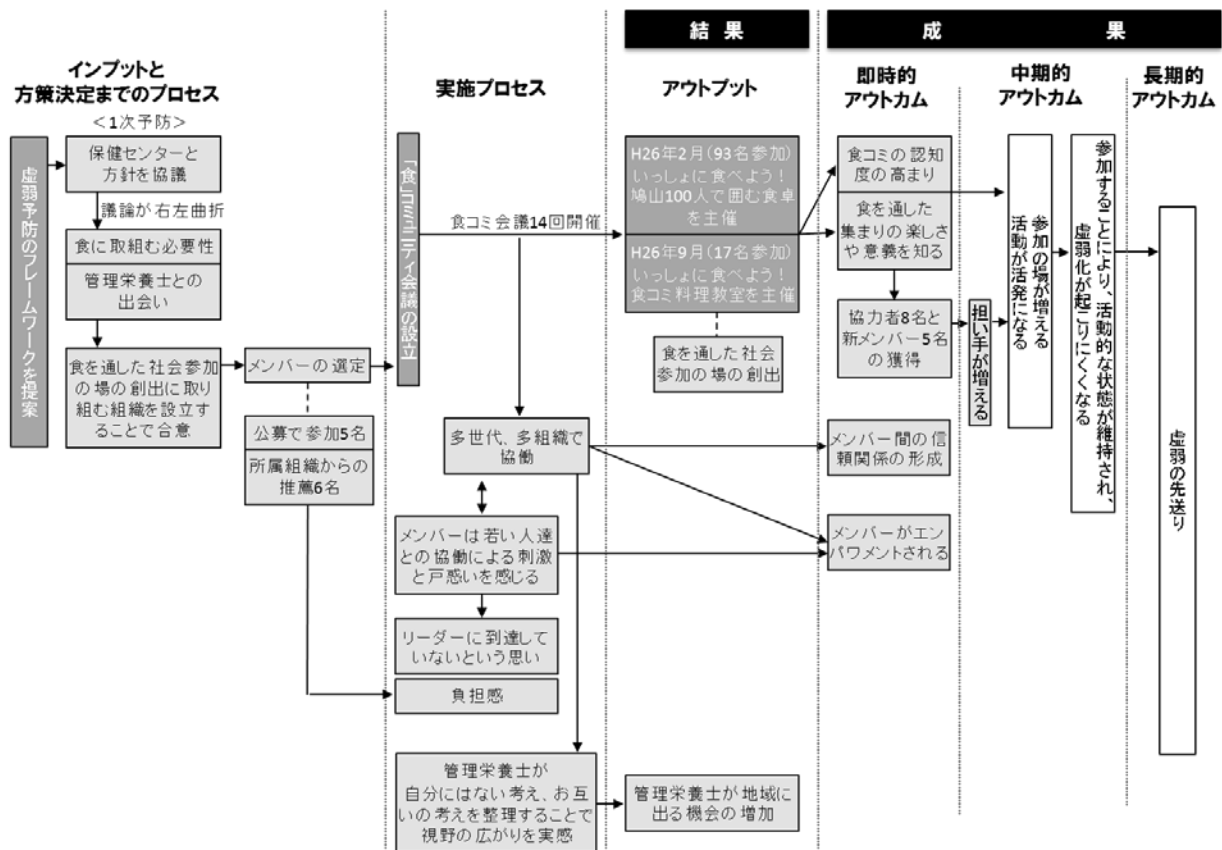 結 果
成 果
インプットと
方策決定までのプロセス
実施プロセス
アウトプット
即時的
アウトカム
中期的
アウトカム
長期的
アウトカム
＜1次予防＞
虚弱予防のフレームワークを提案
保健センターと
方針を協議
議論が右左曲折
食に取組む必要性
管理栄養士との
出会い
食を通した社会参加
の場の創出に取り
組む組織を設立す
ることで合意
メンバーの選定
公募で参加5名
所属組織からの
推薦6名
「食」コミュニティ会議の設立
食コミ会議14回開催
多世代、多組織で
協働
メンバーは若い人達
との協働による刺激
と戸惑いを感じる
リーダーに到達して
いないという思い
負担感
管理栄養士が
自分にはない考え、お互
いの考えを整理することで
視野の広がりを実感
H26年2月(93名参加)
いっしょに食べよう！
鳩山100人で囲む食卓
を主催
H26年9月(17名参加)
いっしょに食べよう！
食コミ料理教室を主催
食を通した社会
参加の場の創出
管理栄養士が地域に
出る機会の増加
食コミの認知
度の高まり
食を通した
集まりの楽しさ
や意義を知る
協力者8名と
新メンバー5名
の獲得
メンバー間の信
頼関係の形成
メンバーがエン
パワメントされる
担い手が増える
参加の場が増える
活動が活発になる
参加することにより、活動的な状態が維持され、
虚弱化が起こりにくくなる
虚弱の先送り